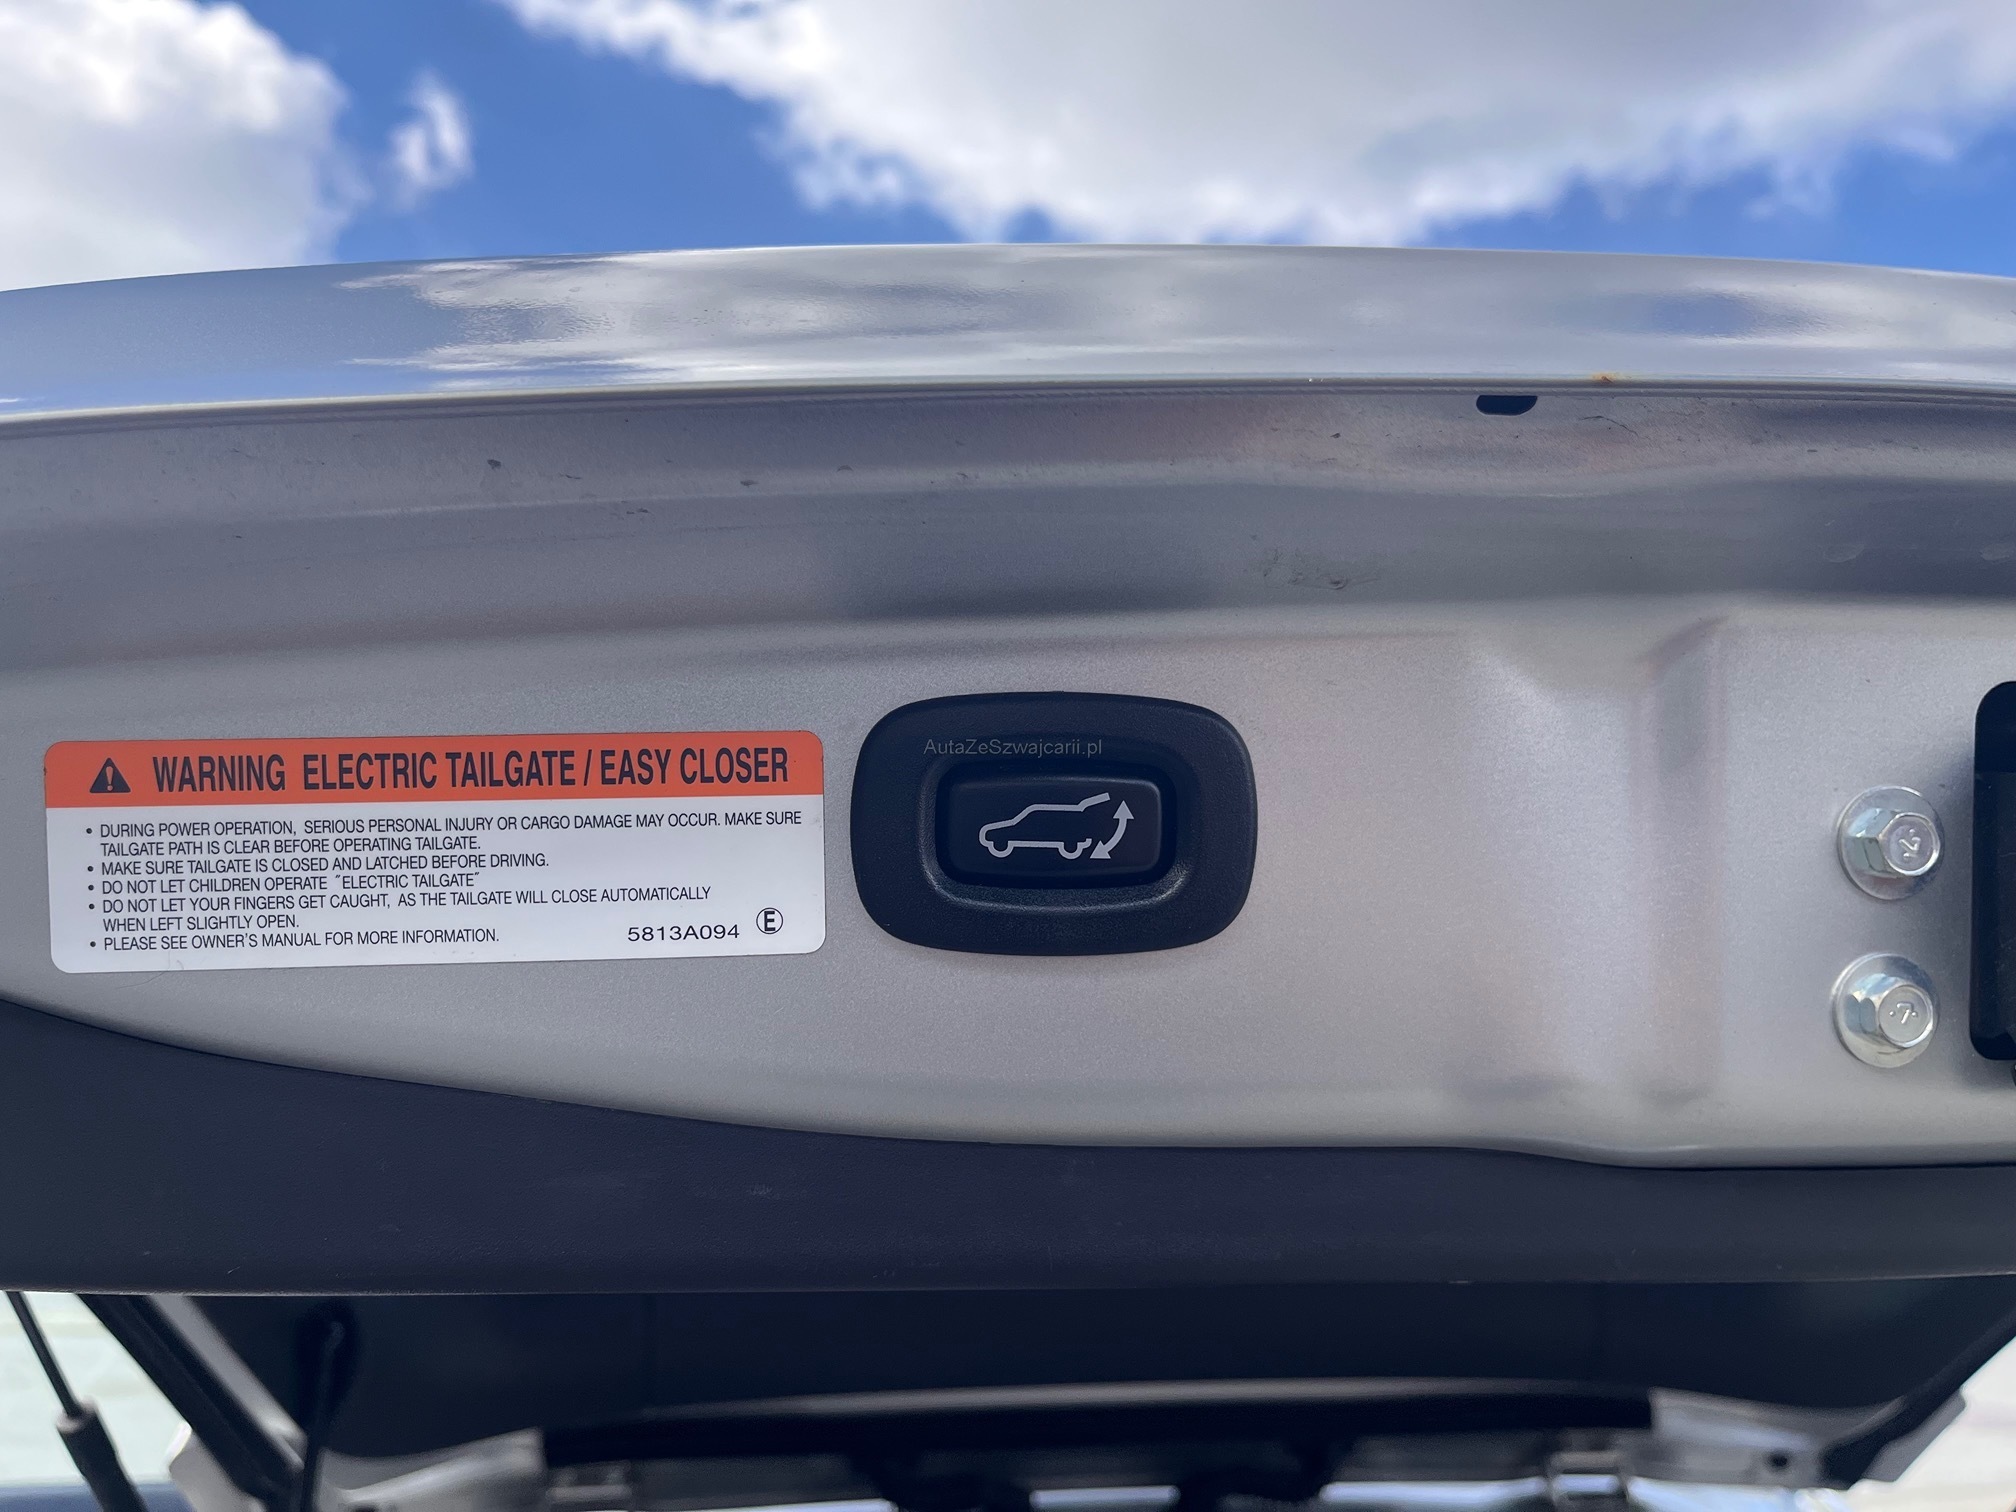 WARNING ELECTRIC TAILGATE / EASY CLOSER
• DURING POWER OPERATION, SERIOUS PERSONAL INJURY OR CARGO DAMAGE MAY OCCUR. MAKE SURE
TAILGATE PATH IS CLEAR BEFORE OPERATING TAILGATE.
• MAKE SURE TAILGATE IS CLOSED AND LATCHED BEFORE DRIVING.
• DO NOT LET CHILDREN OPERATE "ELECTRIC TAILGATE"
• DO NOT LET YOUR FINGERS GET CAUGHT, AS THE TAILGATE WILL CLOSE AUTOMATICALLY
WHEN LEFT SLIGHTLY OPEN.
• PLEASE SEE OWNER'S MANUAL FOR MORE INFORMATION.
5813A094 Ⓔ
AutaZeSzwajcarii.pl